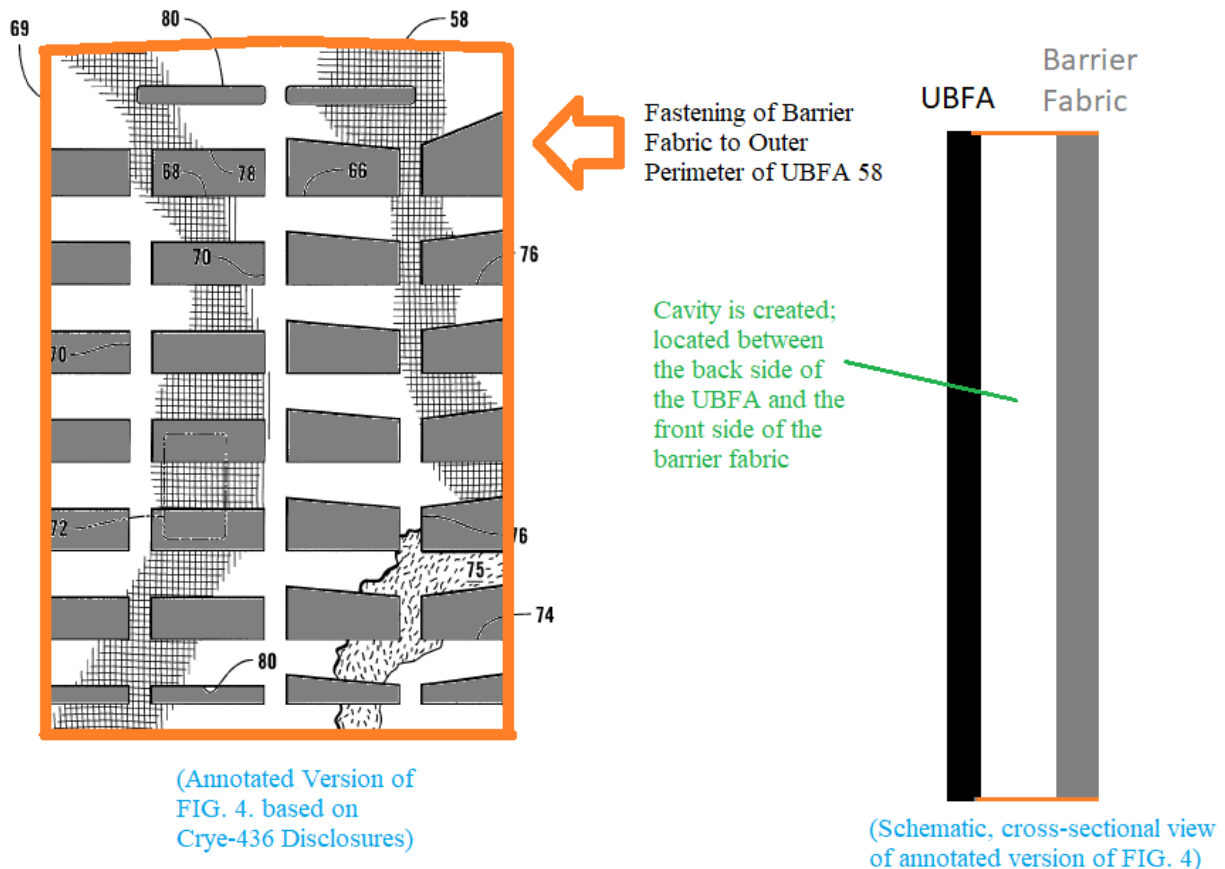 80
58
69
78
68
66
70
76
70
72
76
75
74
80
Fastening of Barrier
Fabric to Outer
Perimeter of UBFA 58
(Annotated Version of
FIG. 4. based on
Crye-436 Disclosures)
UBFA
Barrier
Fabric
Cavity is created;
located between
the back side of
the UBFA and the
front side of the
barrier fabric
(Schematic, cross-sectional view
of annotated version of FIG. 4)